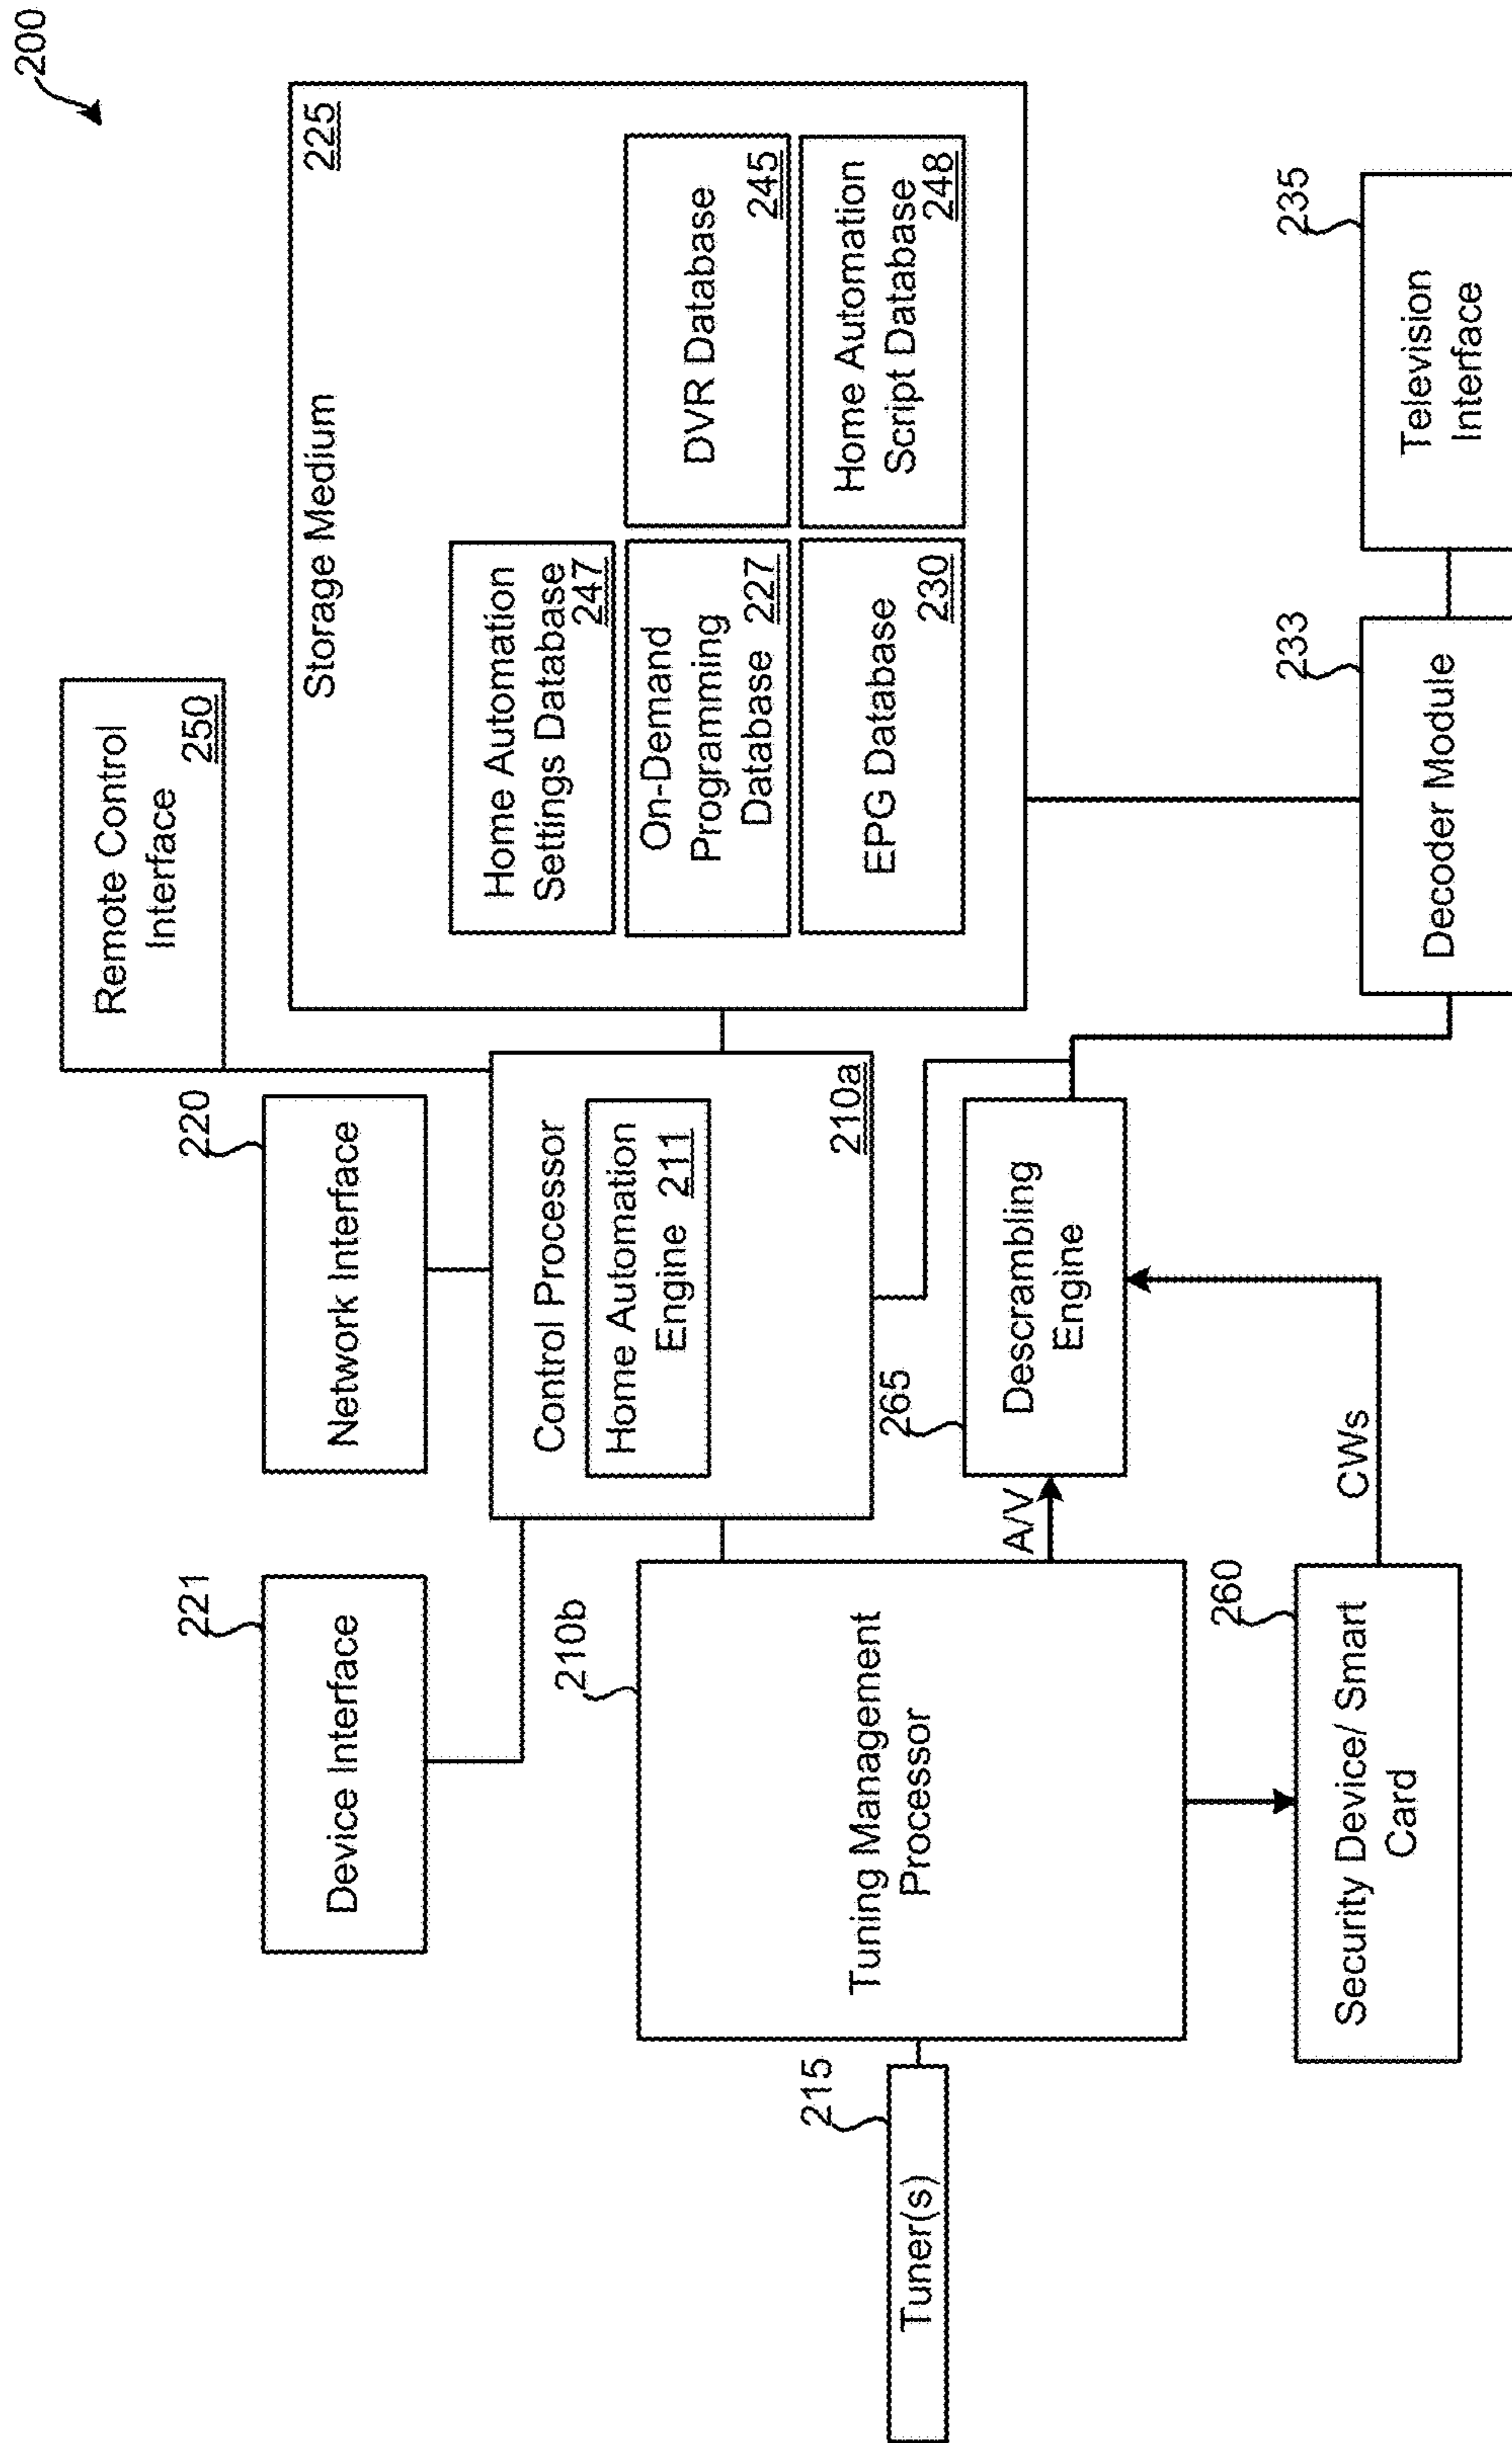 200
Remote Control
Interface
250
Storage Medium
225
Home Automation
Settings Database
247
On-Demand
Programming
Database 227
DVR Database
245
EPG Database
230
Home Automation
Script Database
248
221
Device Interface
220
Network Interface
Control Processor
Home Automation
Engine 211
210a
210b
Tuning Management
Processor
215
Tuner(s)
A/V
265
Descrambling
Engine
260
Security Device/ Smart
Card
CWs
233
Decoder Module
235
Television
Interface